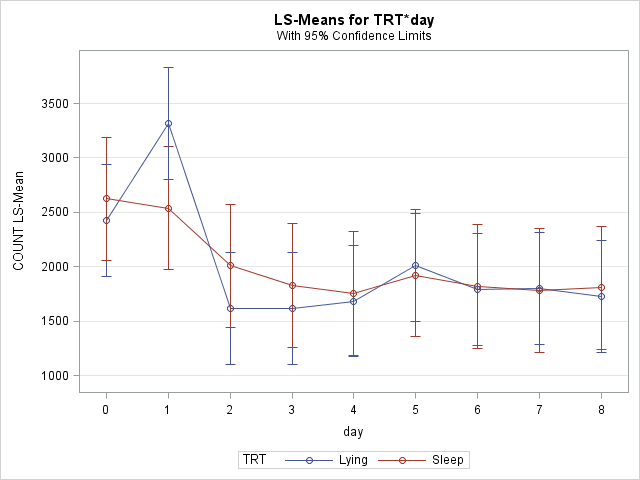 LS-Means for TRT*day
With 95% Confidence Limits
COUNT LS-Mean
3500
3000
2500
2000
1500
1000
0 1 2 3 4 5 6 7 8
day
TRT Lying Sleep